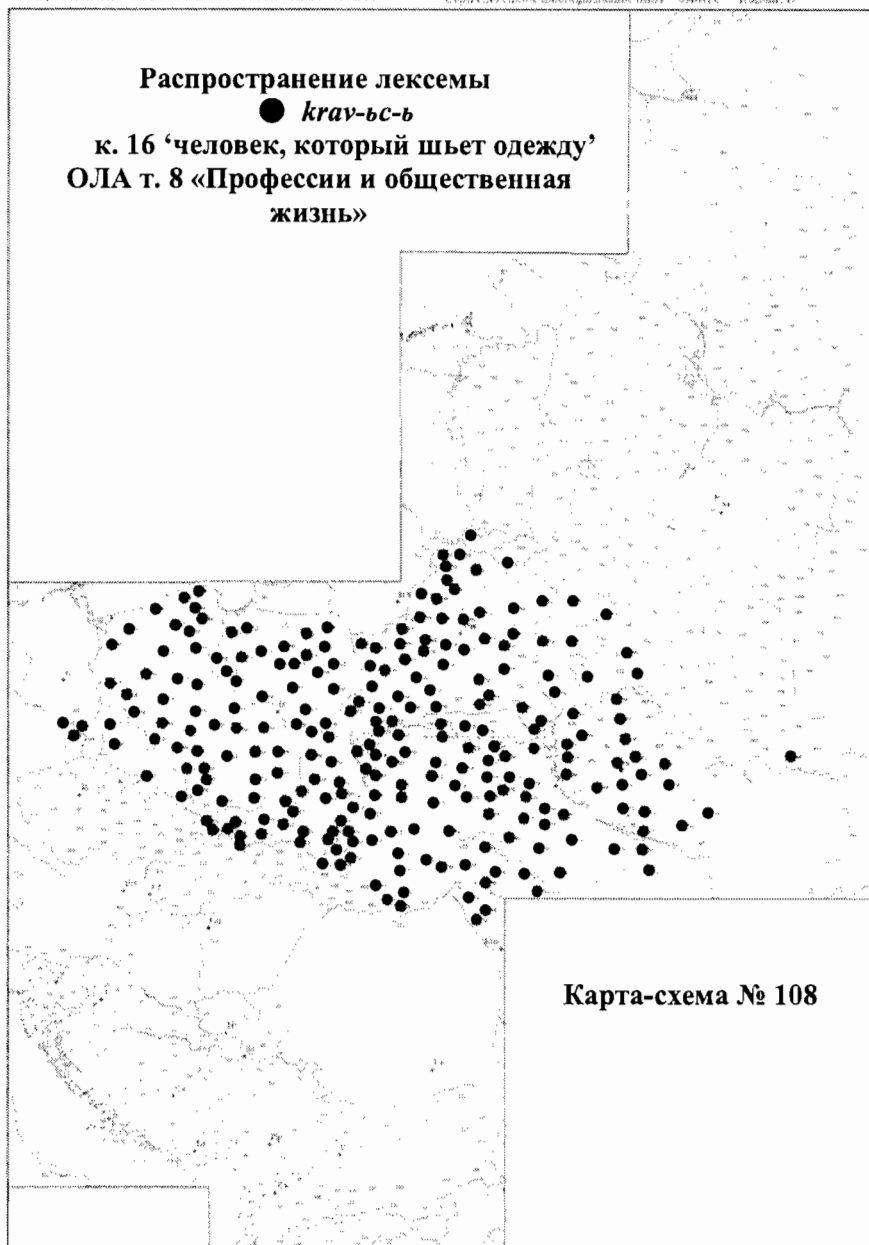 Распространение лексемы
● krav-ьc-ь
к. 16 ‘человек, который шьет одежду’
ОЛА т. 8 «Профессии и общественная
жизнь»
Карта-схема № 108